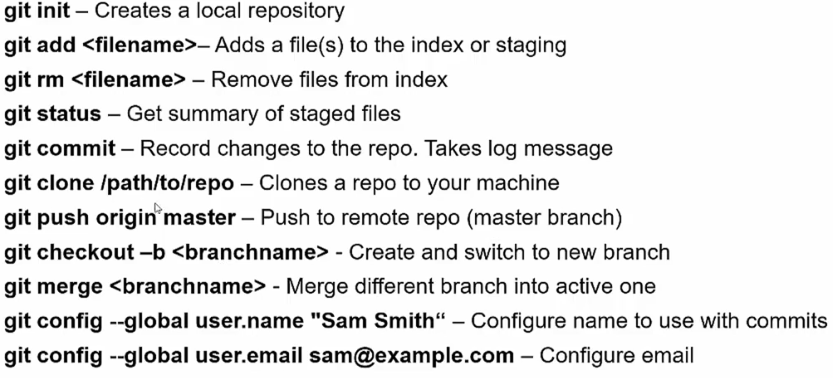 git init – Creates a local repository
git add <filename>– Adds a file(s) to the index or staging
git rm <filename> – Remove files from index
git status – Get summary of staged files
git commit – Record changes to the repo. Takes log message
git clone /path/to/repo – Clones a repo to your machine
git push origin master – Push to remote repo (master branch)
git checkout –b <branchname> - Create and switch to new branch
git merge <branchname> - Merge different branch into active one
git config --global user.name "Sam Smith“ – Configure name to use with commits
git config --global user.email sam@example.com – Configure email